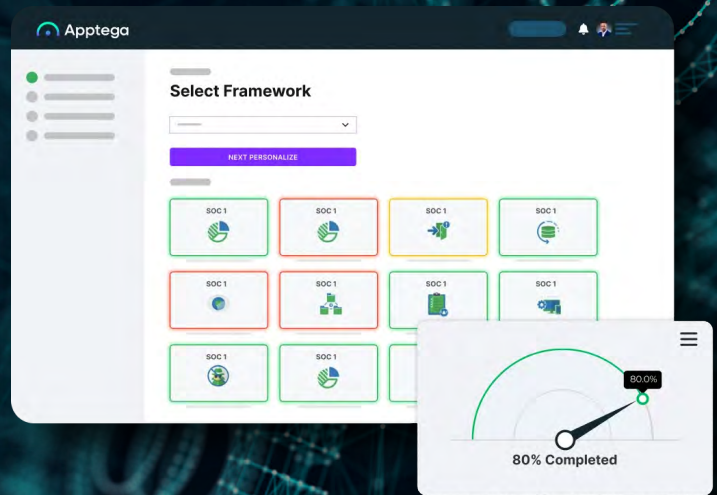 Apptega
Select Framework
NEXT PERSONALIZE
SOC 1
SOC 1
SOC 1
SOC 1
SOC 1
SOC 1
SOC 1
SOC 1
SOC 1
SOC 1
80.0%
80% Completed